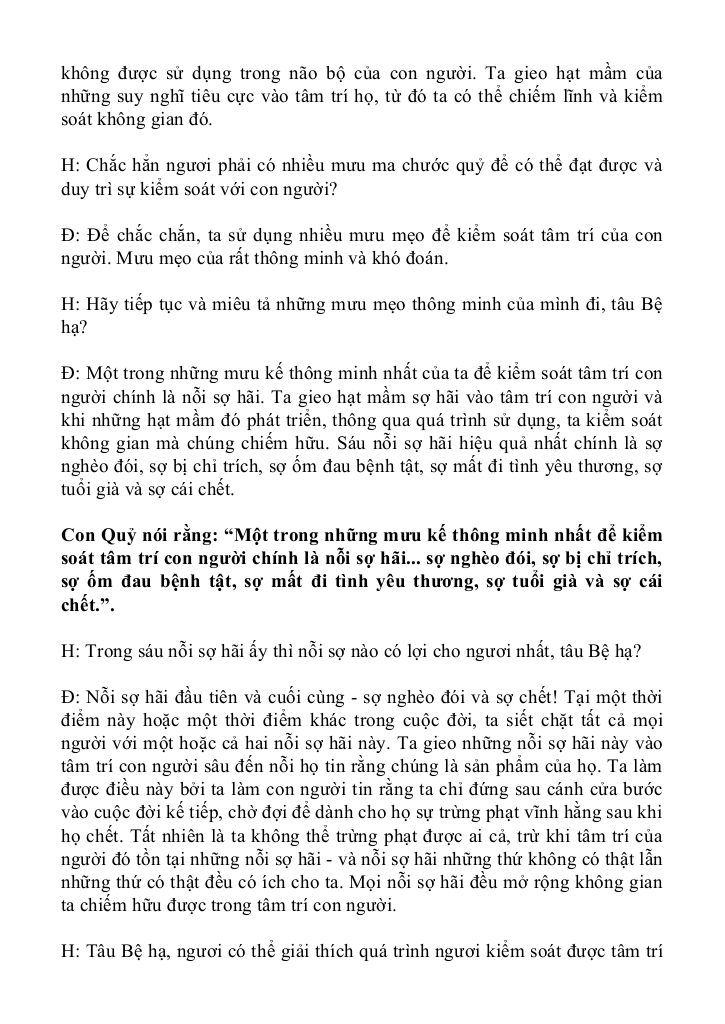 không được sử dụng trong não bộ của con người. Ta gieo hạt mầm của
những suy nghĩ tiêu cực vào tâm trí họ, từ đó ta có thể chiếm lĩnh và kiểm
soát không gian đó.
H: Chắc hẳn ngươi phải có nhiều mưu ma chước quỷ để có thể đạt được và
duy trì sự kiểm soát với con người?
Đ: Để chắc chắn, ta sử dụng nhiều mưu mẹo để kiểm soát tâm trí của con
người. Mưu mẹo của rất thông minh và khó đoán.
H: Hãy tiếp tục và miêu tả những mưu mẹo thông minh của mình đi, tâu Bệ
hạ?
Đ: Một trong những mưu kế thông minh nhất của ta để kiểm soát tâm trí con
người chính là nỗi sợ hãi. Ta gieo hạt mầm sợ hãi vào tâm trí con người và
khi những hạt mầm đó phát triển, thông qua quá trình sử dụng, ta kiểm soát
không gian mà chúng chiếm hữu. Sáu nỗi sợ hãi hiệu quả nhất chính là sợ
nghèo đói, sợ bị chỉ trích, sợ ốm đau bệnh tật, sợ mất đi tình yêu thương, sợ
tuổi già và sợ cái chết.
Con Quỷ nói rằng: “Một trong những mưu kế thông minh nhất để kiểm
soát tâm trí con người chính là nỗi sợ hãi... sợ nghèo đói, sợ bị chỉ trích,
sợ ốm đau bệnh tật, sợ mất đi tình yêu thương, sợ tuổi già và sợ cái
chết.”.
H: Trong sáu nỗi sợ hãi ấy thì nỗi sợ nào có lợi cho ngươi nhất, tâu Bệ hạ?
Đ: Nỗi sợ hãi đầu tiên và cuối cùng - sợ nghèo đói và sợ chết! Tại một thời
điểm này hoặc một thời điểm khác trong cuộc đời, ta siết chặt tất cả mọi
người với một hoặc cả hai nỗi sợ hãi này. Ta gieo những nỗi sợ hãi này vào
tâm trí con người sâu đến nỗi họ tin rằng chúng là sản phẩm của họ. Ta làm
được điều này bởi ta làm con người tin rằng ta chỉ đứng sau cánh cửa bước
vào cuộc đời kế tiếp, chờ đợi để dành cho họ sự trừng phạt vĩnh hằng sau khi
họ chết. Tất nhiên là ta không thể trừng phạt được ai cả, trừ khi tâm trí của
người đó tồn tại những nỗi sợ hãi - và nỗi sợ hãi những thứ không có thật lẫn
những thứ có thật đều có ích cho ta. Mọi nỗi sợ hãi đều mở rộng không gian
ta chiếm hữu được trong tâm trí con người.
H: Tâu Bệ hạ, ngươi có thể giải thích quá trình ngươi kiểm soát được tâm trí